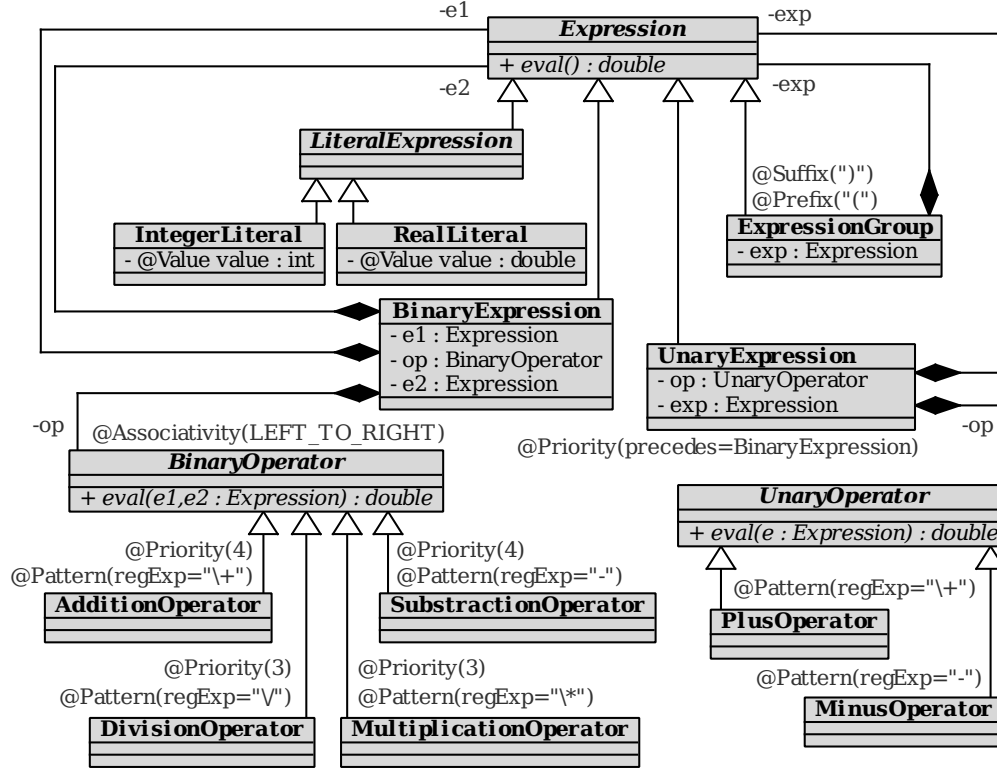 -e1
Expression
-exp
+ eval() : double
-e2
-exp
LiteralExpression
@Suffix(")")
@Prefix("(")
IntegerLiteral
- @Value value : int
RealLiteral
- @Value value : double
ExpressionGroup
- exp : Expression
BinaryExpression
- e1 : Expression
- op : BinaryOperator
- e2 : Expression
UnaryExpression
- op : UnaryOperator
- exp : Expression
-op
@Associativity(LEFT_TO_RIGHT)
-op
@Priority(precedes=BinaryExpression)
BinaryOperator
+ eval(e1,e2 : Expression) : double
UnaryOperator
+ eval(e : Expression) : double
@Priority(4)
@Pattern(regExp="\+")
@Priority(4)
@Pattern(regExp="-")
@Pattern(regExp="\+")
AdditionOperator
SubstractionOperator
PlusOperator
@Priority(3)
@Pattern(regExp="\/")
@Priority(3)
@Pattern(regExp="\*")
@Pattern(regExp="-")
DivisionOperator
MultiplicationOperator
MinusOperator